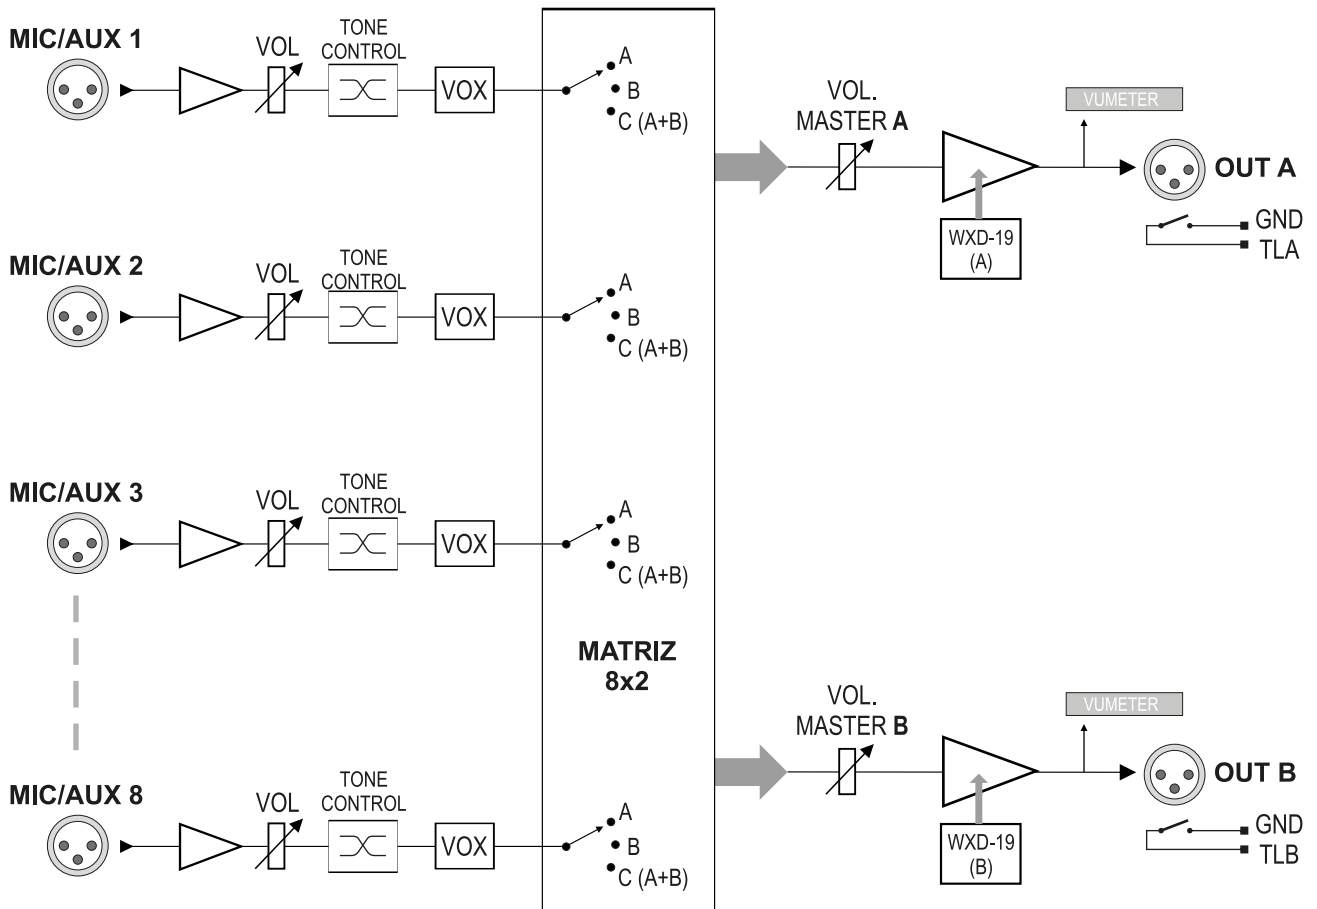 MIC/AUX 1
VOL
TONE
CONTROL
VOX
A
B
C (A+B)
MIC/AUX 2
VOL
TONE
CONTROL
VOX
A
B
C (A+B)
MIC/AUX 3
VOL
TONE
CONTROL
VOX
A
B
C (A+B)
MIC/AUX 8
VOL
TONE
CONTROL
VOX
A
B
C (A+B)
MATRIZ
8x2
VOL.
MASTER A
WXD-19
(A)
VUMETER
OUT A
GND
TLA
VOL.
MASTER B
WXD-19
(B)
VUMETER
OUT B
GND
TLB